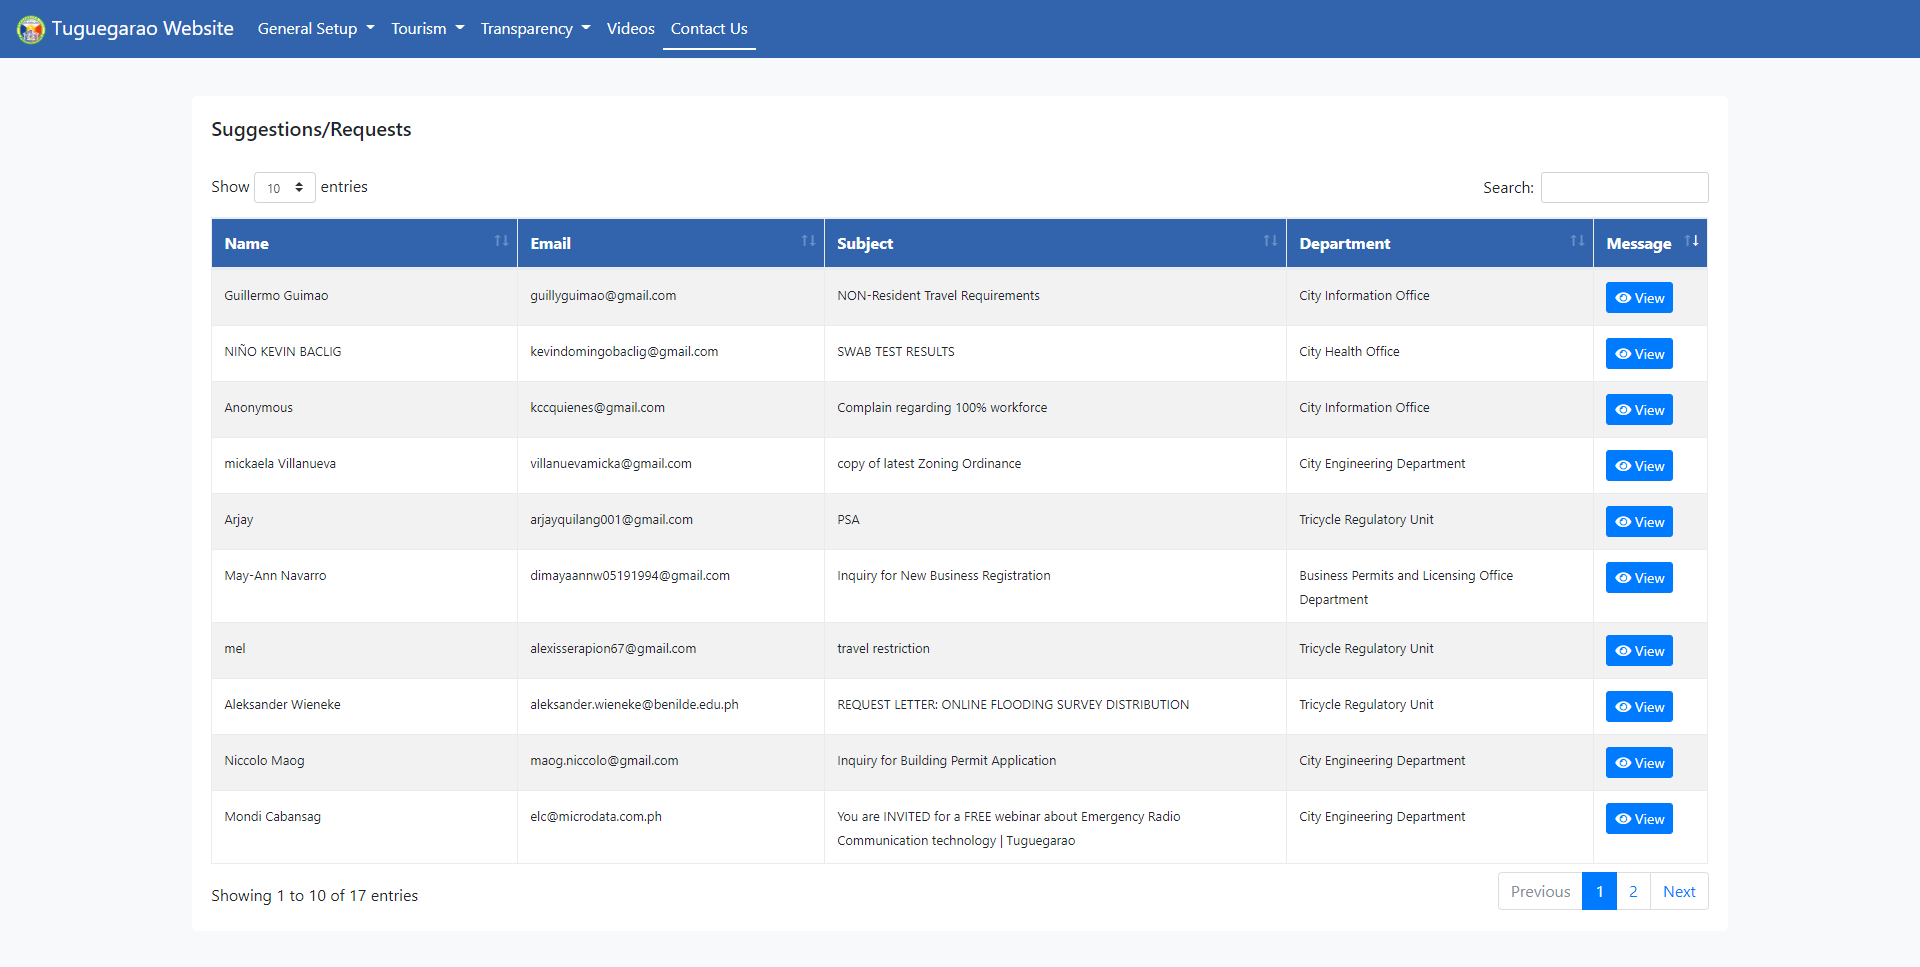 Tuguegarao Website General Setup Tourism Transparency Videos Contact Us
Suggestions/Requests
Show 10 entries Search:
Name Email Subject Department Message
Guillermo Guimao guillyguimao@gmail.com NON-Resident Travel Requirements City Information Office View
NIÑO KEVIN BACLIG kevindomingobaclig@gmail.com SWAB TEST RESULTS City Health Office View
Anonymous kccquienes@gmail.com Complain regarding 100% workforce City Information Office View
mickaela Villanueva villanuevamicka@gmail.com copy of latest Zoning Ordinance City Engineering Department View
Arjay arjayquilang001@gmail.com PSA Tricycle Regulatory Unit View
May-Ann Navarro dimayaannw05191994@gmail.com Inquiry for New Business Registration Business Permits and Licensing Office View
Department
mel alexisserapion67@gmail.com travel restriction Tricycle Regulatory Unit View
Aleksander Wieneke aleksander.wieneke@benilde.edu.ph REQUEST LETTER: ONLINE FLOODING SURVEY DISTRIBUTION Tricycle Regulatory Unit View
Niccolo Maog maog.niccolo@gmail.com Inquiry for Building Permit Application City Engineering Department View
Mondi Cabansag elc@microdata.com.ph You are INVITED for a FREE webinar about Emergency Radio City Engineering Department View
Communication technology | Tuguegarao
Showing 1 to 10 of 17 entries Previous 1 2 Next